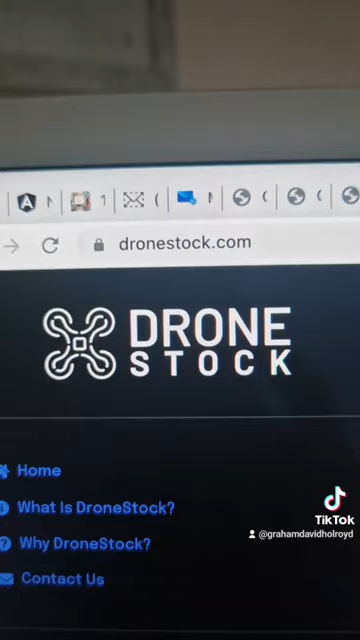 dronestock.com
DRONE
STOCK
Home
What Is DroneStock?
Why DroneStock?
Contact Us
TikTok
@grahamdavidholroyd